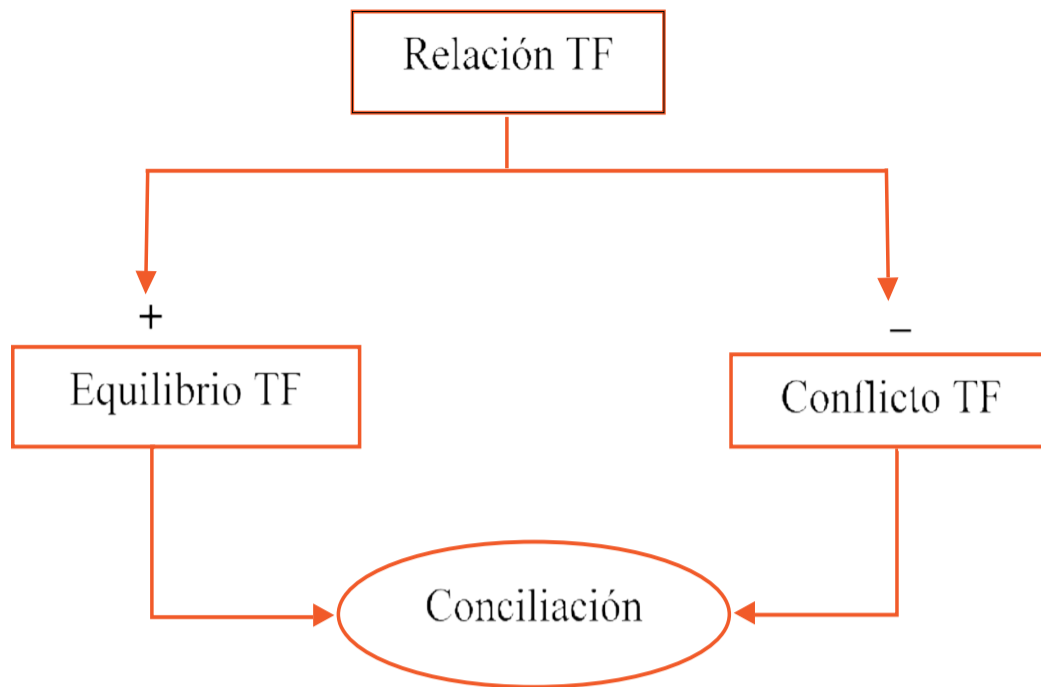 Relación TF
+
–
Equilibrio TF
Conflicto TF
Conciliación